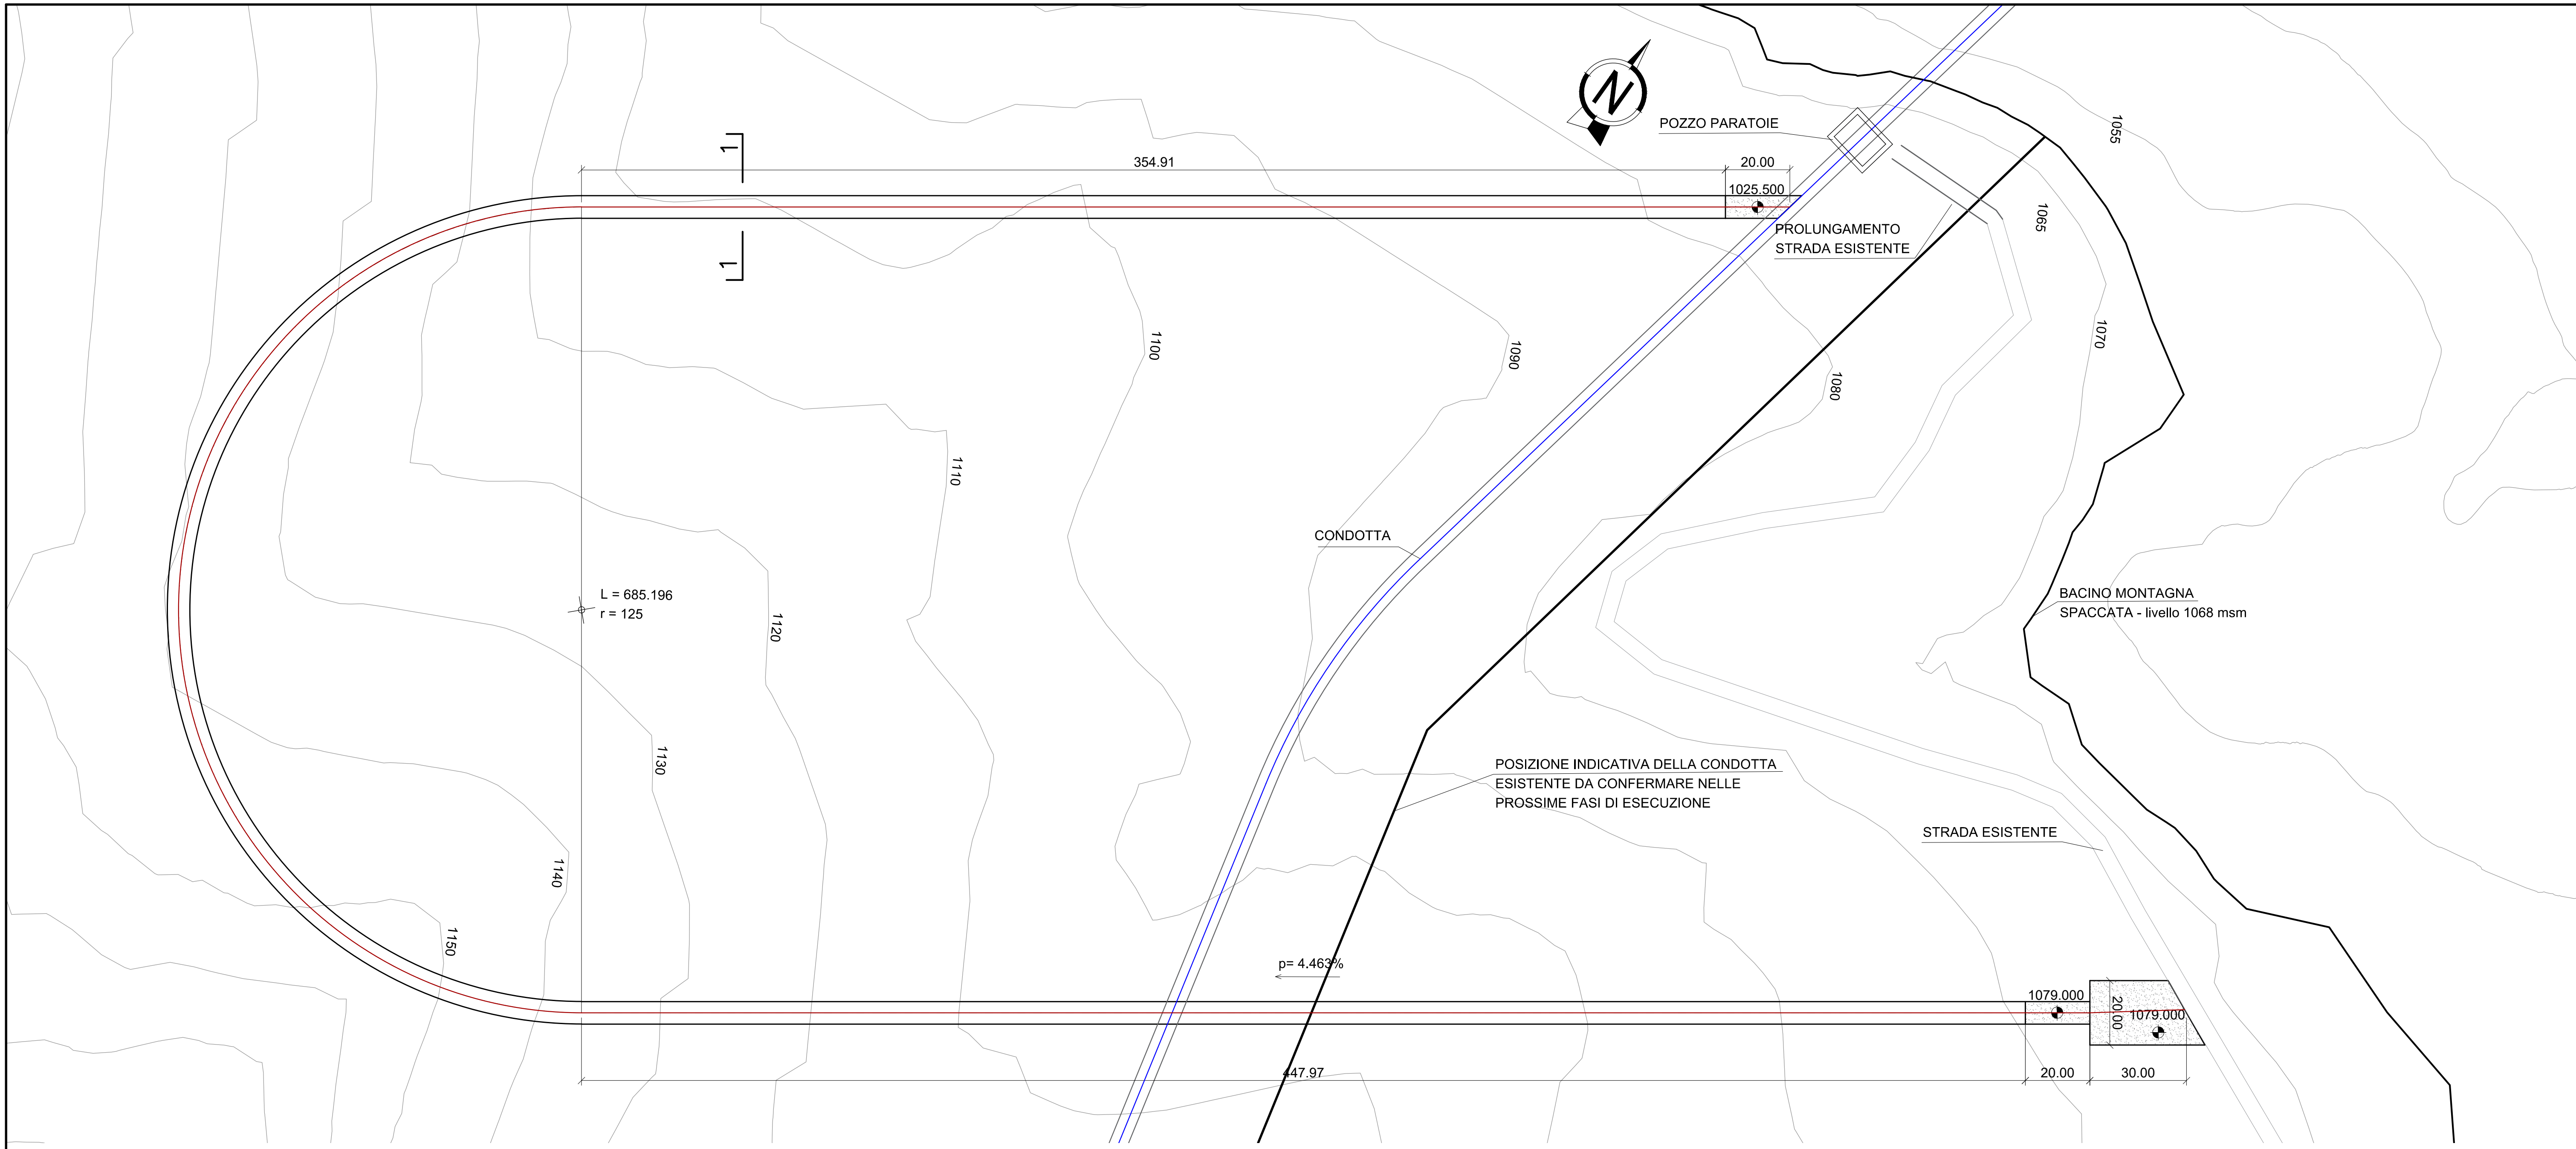 N
POZZO PARATOIE
1055
1
354.91
20.00
1025.500
1065
PROLUNGAMENTO
STRADA ESISTENTE
1
1100
1090
1070
1080
1110
CONDOTTA
L = 685.196
r = 125
1120
BACINO MONTAGNA
SPACCATA - livello 1068 msm
1130
POSIZIONE INDICATIVA DELLA CONDOTTA
ESISTENTE DA CONFERMARE NELLE
PROSSIME FASI DI ESECUZIONE
STRADA ESISTENTE
1140
1150
p= 4.463%
1079.000
20.00
1079.000
447.97
20.00
30.00